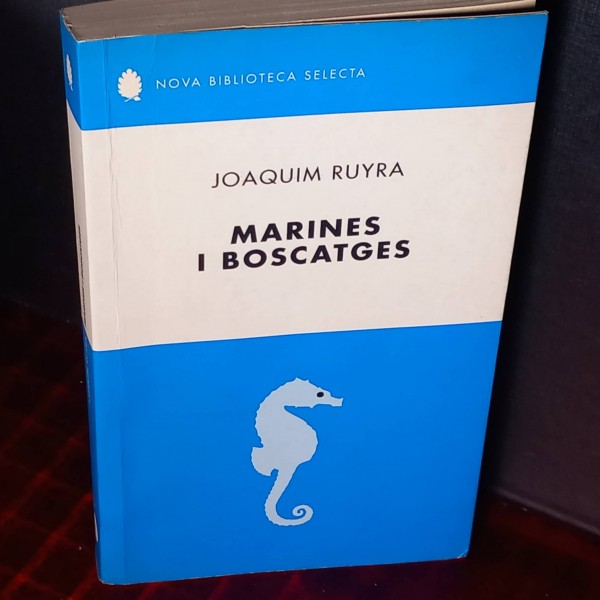 NOVA BIBLIOTECA SELECTA
JOAQUIM RUYRA
MARINES
I BOSCATGES